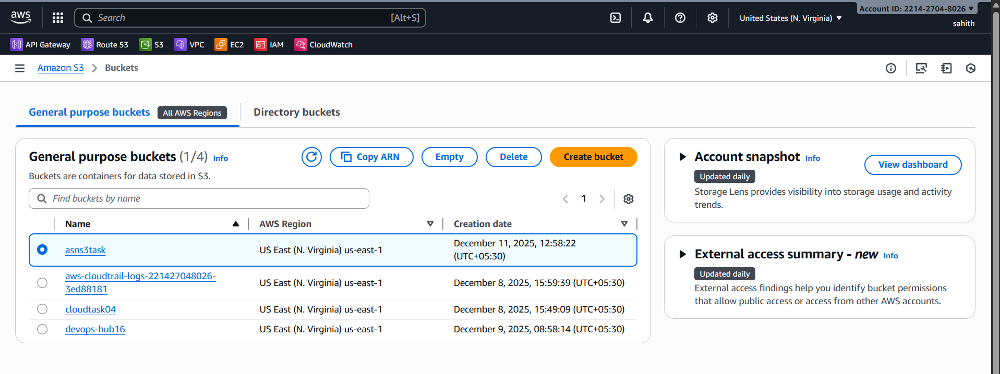 aws
Search
[Alt+S]
United States (N. Virginia)
Account ID: 2214-2704-8026
sahith
API Gateway
Route 53
S3
VPC
EC2
IAM
CloudWatch
Amazon S3
Buckets
General purpose buckets
All AWS Regions
Directory buckets
General purpose buckets (1/4) Info
Copy ARN
Empty
Delete
Create bucket
Buckets are containers for data stored in S3.
Find buckets by name
1
Name
AWS Region
Creation date
asns3task
US East (N. Virginia) us-east-1
December 11, 2025, 12:58:22
(UTC+05:30)
aws-cloudtrail-logs-221427048026-
3ed88181
US East (N. Virginia) us-east-1
December 8, 2025, 15:59:39 (UTC+05:30)
cloudtask04
US East (N. Virginia) us-east-1
December 8, 2025, 15:49:09 (UTC+05:30)
devops-hub16
US East (N. Virginia) us-east-1
December 9, 2025, 08:58:14 (UTC+05:30)
Account snapshot Info
View dashboard
Updated daily
Storage Lens provides visibility into storage usage and activity
trends.
External access summary - new Info
Updated daily
External access findings help you identify bucket permissions
that allow public access or access from other AWS accounts.